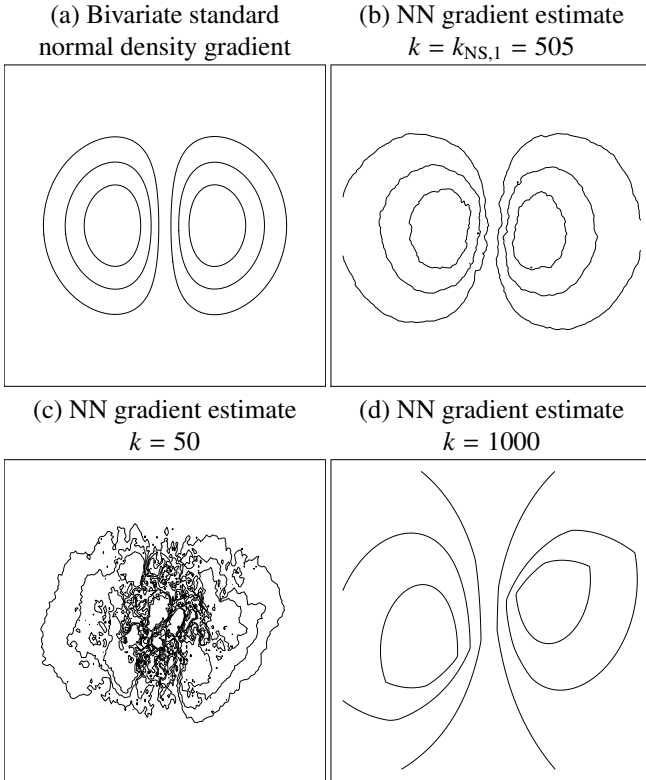 (a) Bivariate standard
normal density gradient
(b) NN gradient estimate
k = k_NS,1 = 505
(c) NN gradient estimate
k = 50
(d) NN gradient estimate
k = 1000